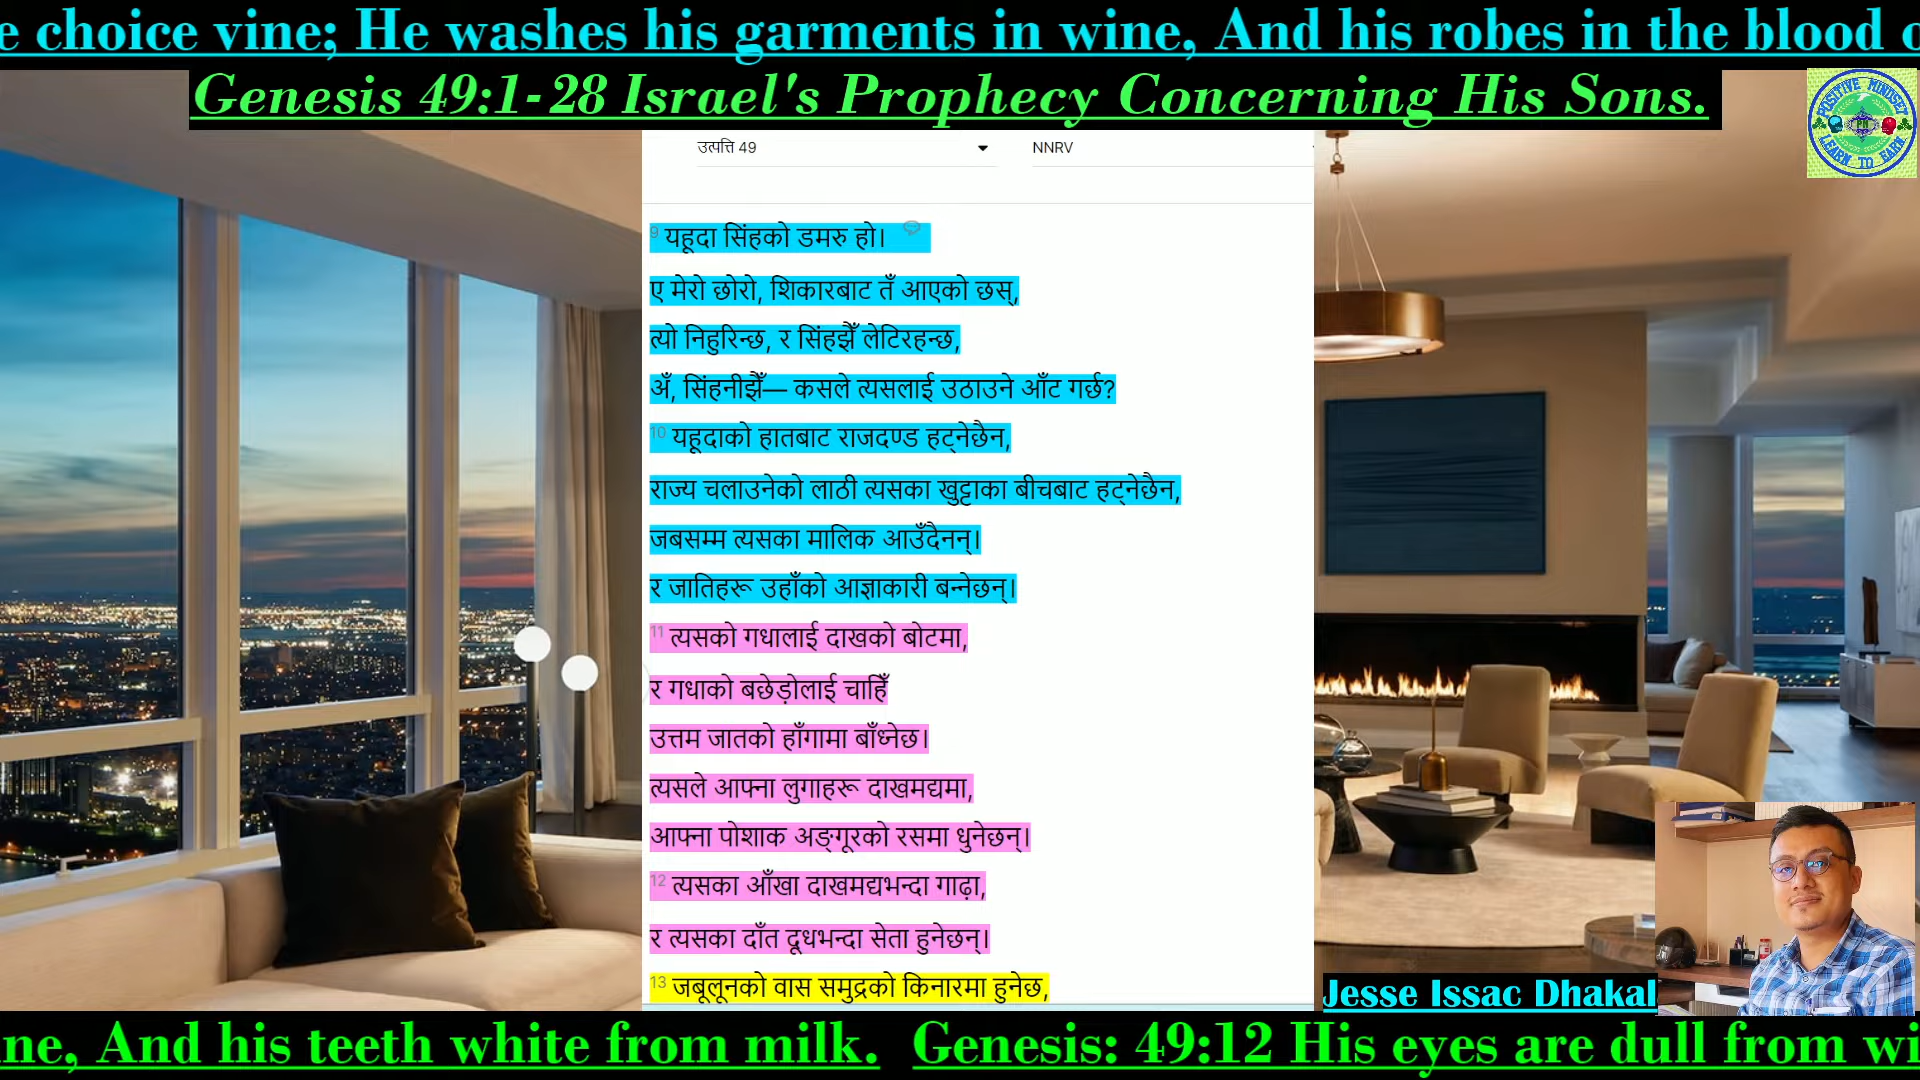 e choice vine; He washes his garments in wine, And his robes in the blood o
Genesis 49:1-28 Israel's Prophecy Concerning His Sons.
POSITIVE MINDSET
LEARN TO EARN
उत्पत्ति 49
NNRV
9 यहूदा सिंहको डमरु हो।
ए मेरो छोरो, शिकारबाट तँ आएको छस्,
त्यो निहुरिन्छ, र सिंहझैँ लेटिरहन्छ,
अँ, सिंहनीझैँ— कसले त्यसलाई उठाउने आँट गर्छ?
10 यहूदाको हातबाट राजदण्ड हट्नेछैन,
राज्य चलाउनेको लाठी त्यसका खुट्टाका बीचबाट हट्नेछैन,
जबसम्म त्यसका मालिक आउँदैनन्।
र जातिहरू उहाँको आज्ञाकारी बन्नेछन्।
11 त्यसको गधालाई दाखको बोटमा,
र गधाको बछेड़ोलाई चाहिँ
उत्तम जातको हाँगामा बाँध्नेछ।
त्यसले आफ्ना लुगाहरू दाखमद्यमा,
आफ्ना पोशाक अङ्गूरको रसमा धुनेछन्।
12 त्यसका आँखा दाखमद्यभन्दा गाढ़ा,
र त्यसका दाँत दूधभन्दा सेता हुनेछन्।
13 जबूलूनको वास समुद्रको किनारमा हुनेछ,
Jesse Issac Dhakal
ne, And his teeth white from milk. Genesis: 49:12 His eyes are dull from wi